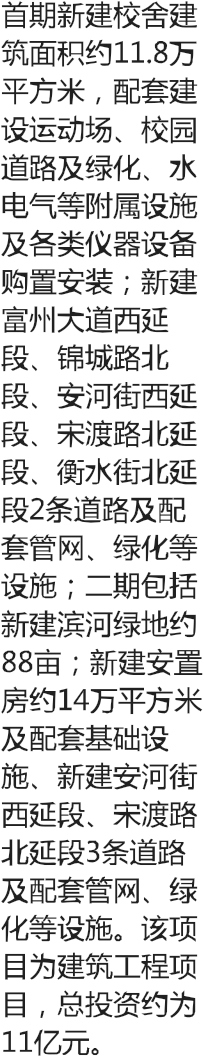 首期新建校舍建
筑面积约11.8万
平方米，配套建
设运动场、校园
道路及绿化、水
电气等附属设施
及各类仪器设备
购置安装；新建
富州大道西延
段、锦城路北
段、安河街西延
段、宋渡路北延
段、衡水街北延
段2条道路及配
套管网、绿化等
设施；二期包括
新建滨河绿地约
88亩；新建安置
房约14万平方米
及配套基础设
施、新建安河街
西延段、宋渡路
北延段3条道路
及配套管网、绿
化等设施。该项
目为建筑工程项
目，总投资约为
11亿元。